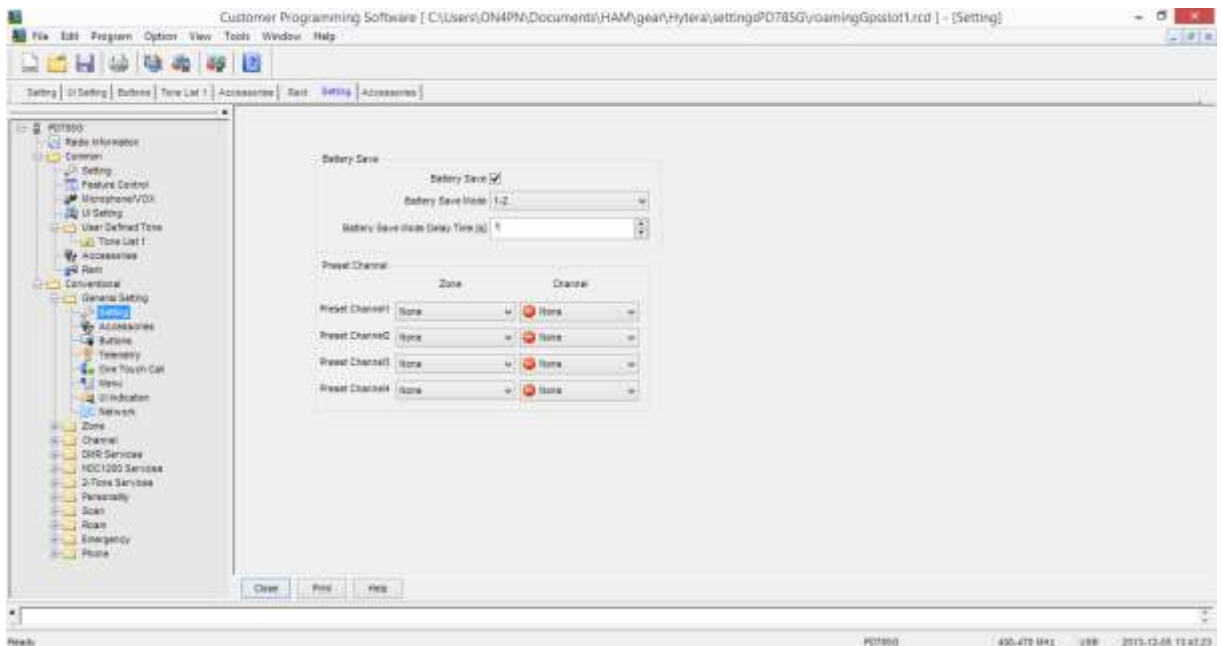 Customer Programming Software [ C:\Users\ON4PN\Documents\HAM\gear\Hytera\settingsPD785G\roamingGpsslot1.rcd ] - [Setting]
File Edit Program Option View Tools Window Help
Setting UI Setting Buttons Tone List 1 Accessories Rent Setting Accessories
PD785G
Radio Information
Common
Setting
Feature Control
Microphone/VOX
UI Setting
User Defined Tone
Tone List 1
Accessories
Rent
Conventional
General Setting
Setting
Accessories
Buttons
Telemetry
One Touch Call
Menu
UI Indication
Network
Zone
Channel
DMR Services
MDC1200 Services
2-Tone Services
Personality
Scan
Roam
Emergency
Phone
Battery Save
Battery Save
Battery Save Mode 1-2
Battery Save Mode Delay Time [s]
Preset Channel
Zone Channel
Preset Channel1 None None
Preset Channel2 None None
Preset Channel3 None None
Preset Channel4 None None
Close Print Help
Ready PD785G 400-470 MHz USB